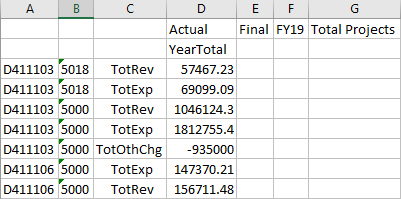 A B C D E F G
Actual Final FY19 Total Projects
YearTotal
D411103 5018 TotRev 57467.23
D411103 5018 TotExp 69099.09
D411103 5000 TotRev 1046124.3
D411103 5000 TotExp 1812755.4
D411103 5000 TotOthChg -935000
D411106 5000 TotExp 147370.21
D411106 5000 TotRev 156711.48